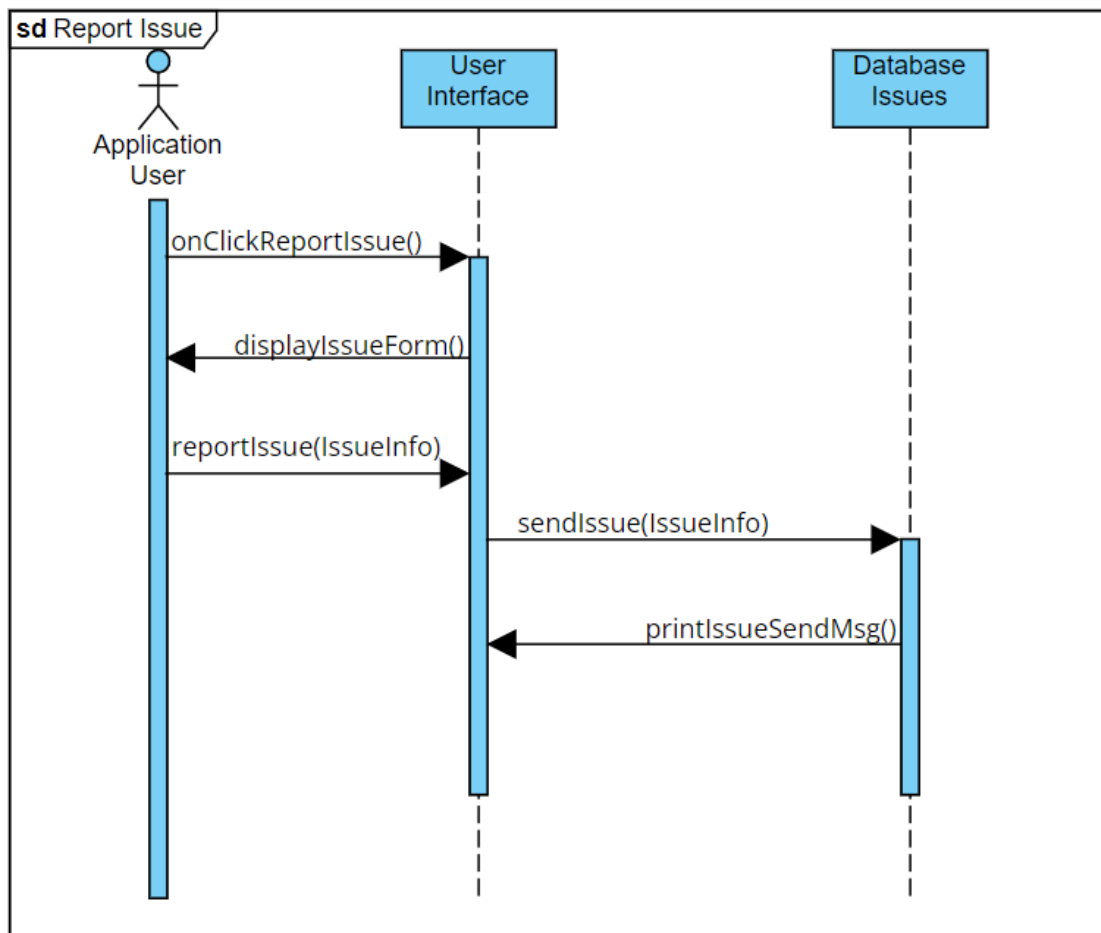 sd Report Issue
Application
User
User
Interface
Database
Issues
onClickReportIssue()
displayIssueForm()
reportIssue(IssueInfo)
sendIssue(IssueInfo)
printIssueSendMsg()